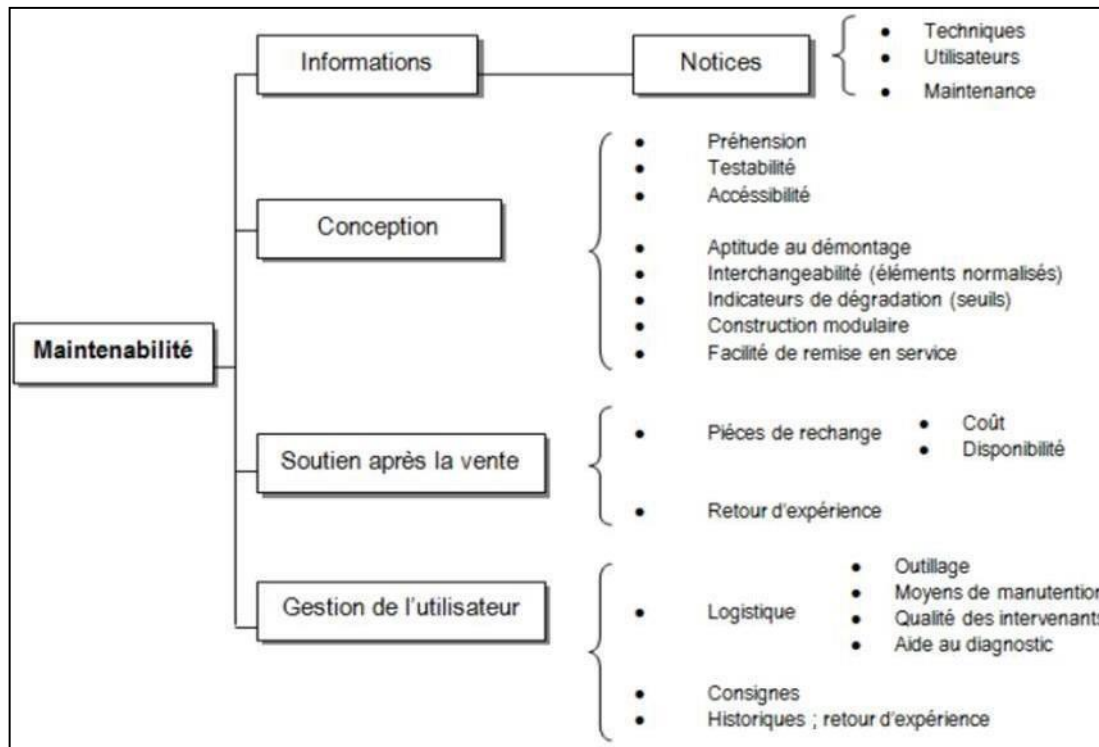 Informations
Notices
Techniques
Utilisateurs
Maintenance
Conception
Préhension
Testabilité
Accéssibilité
Aptitude au démontage
Interchangeabilité (éléments normalisés)
Indicateurs de dégradation (seuils)
Construction modulaire
Facilité de remise en service
Maintenabilité
Soutien après la vente
Piéces de rechange
Coût
Disponibilité
Retour d'expérience
Gestion de l'utilisateur
Logistique
Outillage
Moyens de manutention
Qualité des intervenants
Aide au diagnostic
Consignes
Historiques ; retour d'expérience